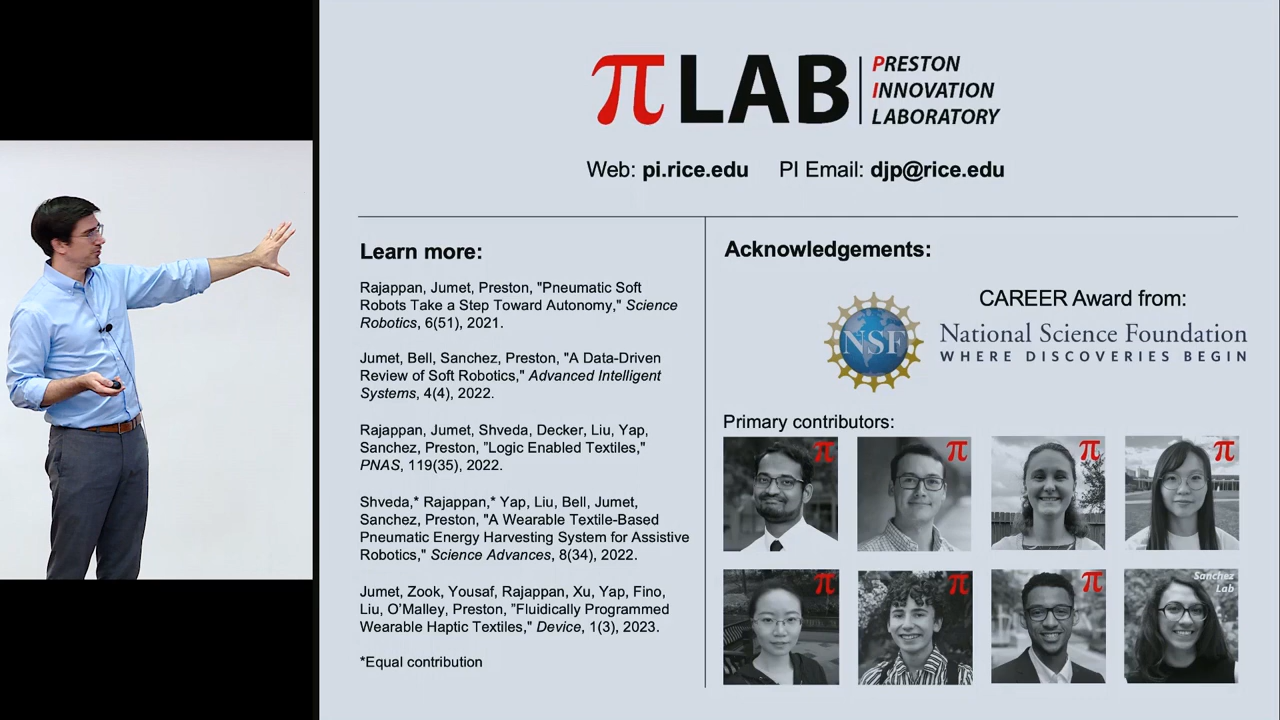 π LAB
PRESTON
INNOVATION
LABORATORY
Web: pi.rice.edu PI Email: djp@rice.edu
Learn more:
Rajappan, Jumet, Preston, "Pneumatic Soft
Robots Take a Step Toward Autonomy," Science
Robotics, 6(51), 2021.
Jumet, Bell, Sanchez, Preston, "A Data-Driven
Review of Soft Robotics," Advanced Intelligent
Systems, 4(4), 2022.
Rajappan, Jumet, Shveda, Decker, Liu, Yap,
Sanchez, Preston, "Logic Enabled Textiles,"
PNAS, 119(35), 2022.
Shveda,* Rajappan,* Yap, Liu, Bell, Jumet,
Sanchez, Preston, "A Wearable Textile-Based
Pneumatic Energy Harvesting System for Assistive
Robotics," Science Advances, 8(34), 2022.
Jumet, Zook, Yousaf, Rajappan, Xu, Yap, Fino,
Liu, O'Malley, Preston, "Fluidically Programmed
Wearable Haptic Textiles," Device, 1(3), 2023.
*Equal contribution
Acknowledgements:
CAREER Award from:
NSF
National Science Foundation
WHERE DISCOVERIES BEGIN
Primary contributors:
π
π
π
π
π
π
π
Sanchez
Lab